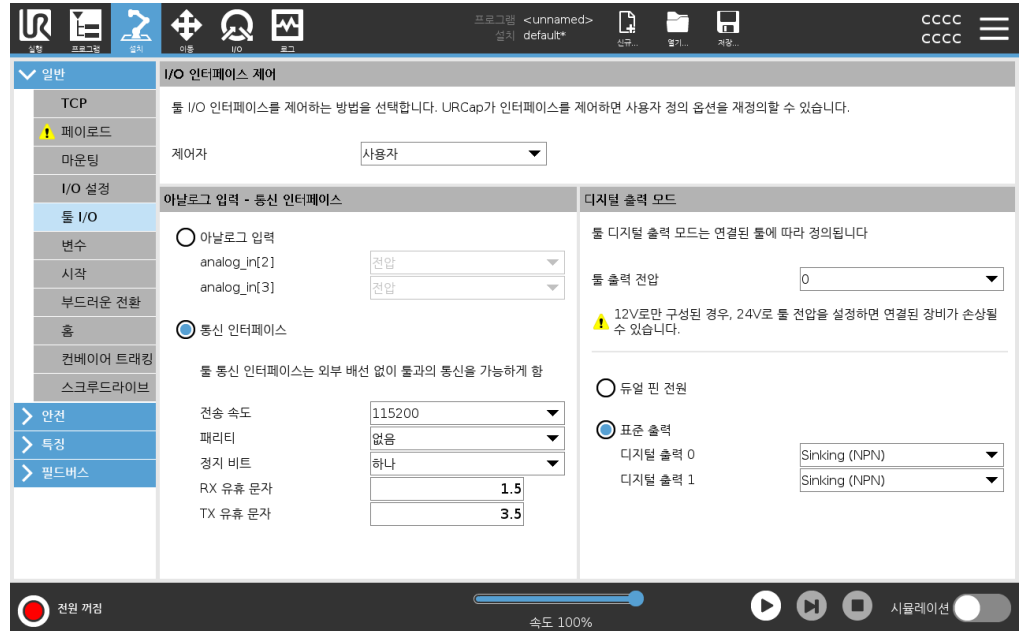 UR
실행
프로그램
설치
이동
I/O
로그
프로그램 <unnamed>
설치 default*
신규...
열기...
저장...
CCCC
CCCC
일반
TCP
페이로드
마운팅
I/O 설정
툴 I/O
변수
시작
부드러운 전환
홈
컨베이어 트래킹
스크루드라이브
안전
특징
필드버스
I/O 인터페이스 제어
툴 I/O 인터페이스를 제어하는 방법을 선택합니다. URCap가 인터페이스를 제어하면 사용자 정의 옵션을 재정의할 수 있습니다.
제어자 사용자
아날로그 입력 - 통신 인터페이스
아날로그 입력
analog_in[2] 전압
analog_in[3] 전압
통신 인터페이스
툴 통신 인터페이스는 외부 배선 없이 툴과의 통신을 가능하게 함
전송 속도 115200
패리티 없음
정지 비트 하나
RX 유휴 문자 1.5
TX 유휴 문자 3.5
디지털 출력 모드
툴 디지털 출력 모드는 연결된 툴에 따라 정의됩니다
툴 출력 전압 0
12V로만 구성된 경우, 24V로 툴 전압을 설정하면 연결된 장비가 손상될
수 있습니다.
듀얼 핀 전원
표준 출력
디지털 출력 0 Sinking (NPN)
디지털 출력 1 Sinking (NPN)
전원 꺼짐
속도 100%
시뮬레이션